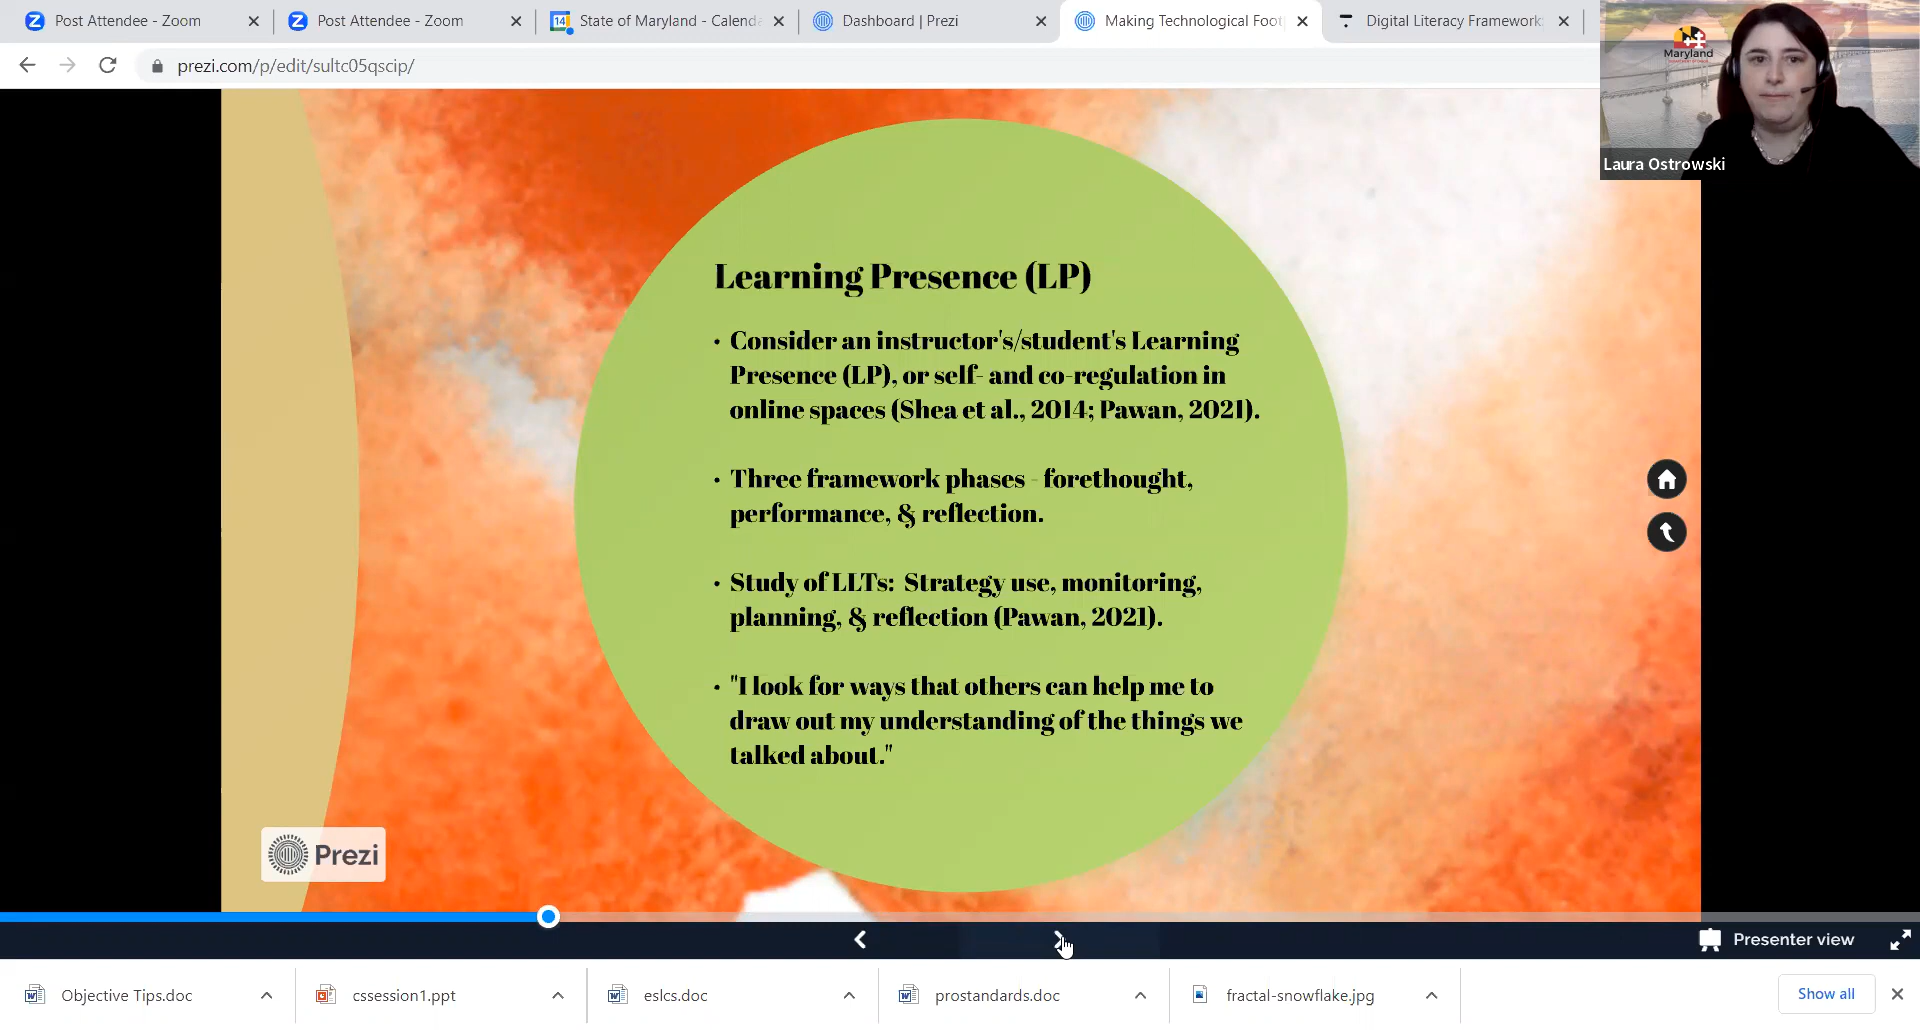 Post Attendee - Zoom
Post Attendee - Zoom
14
State of Maryland - Calenda
Dashboard | Prezi
Making Technological Foot
Digital Literacy Framework
prezi.com/p/edit/sultc05qscip/
Maryland
Laura Ostrowski
Learning Presence (LP)
• Consider an instructor's/student's Learning
Presence (LP), or self- and co-regulation in
online spaces (Shea et al., 2014; Pawan, 2021).
• Three framework phases - forethought,
performance, & reflection.
• Study of LLTs:  Strategy use, monitoring,
planning, & reflection (Pawan, 2021).
• "I look for ways that others can help me to
draw out my understanding of the things we
talked about."
Prezi
Presenter view
Objective Tips.doc
cssession1.ppt
eslcs.doc
prostandards.doc
fractal-snowflake.jpg
Show all